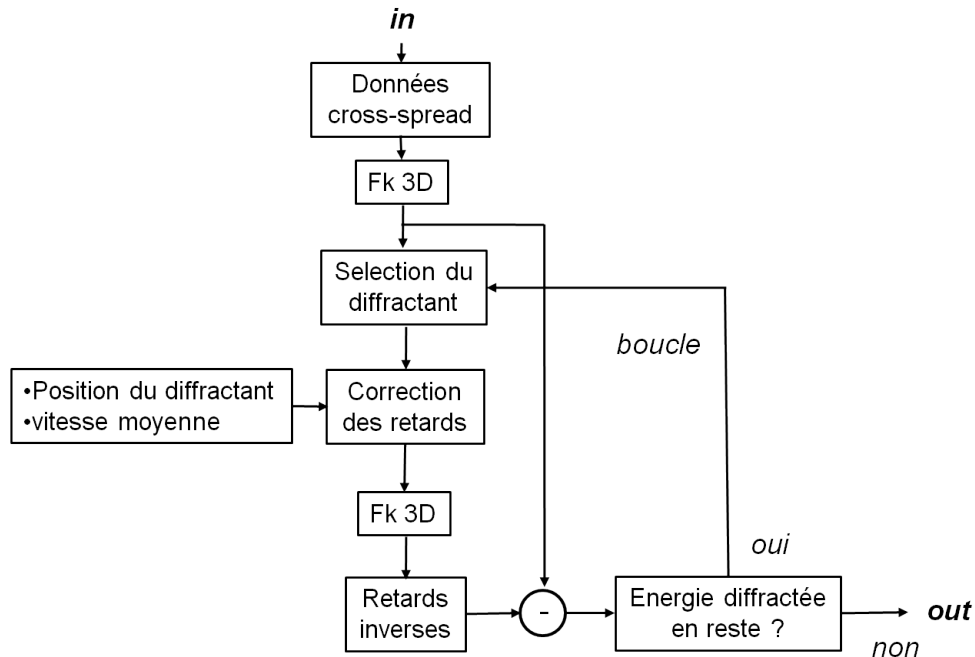 in
Données
cross-spread
Fk 3D
Selection du
diffractant
boucle
•Position du diffractant
•vitesse moyenne
Correction
des retards
Fk 3D
oui
Retards
inverses
-
Energie diffractée
en reste ?
out
non